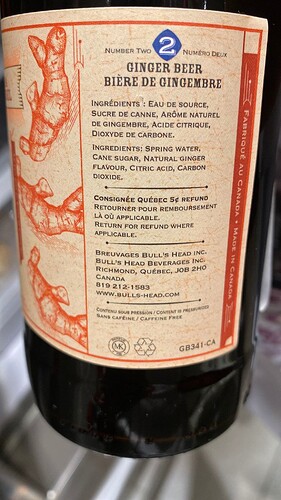 Number Two 2 Numéro Deux
GINGER BEER
BIÈRE DE GINGEMBRE
Ingrédients : Eau de source,
Sucre de canne, Arôme naturel
de gingembre, Acide citrique,
Dioxyde de carbone.
Ingredients: Spring water,
Cane sugar, Natural ginger
flavour, Citric acid, Carbon
dioxide.
Consignée Québec 5¢ refund
Retourner pour remboursement
là où applicable.
Return for refund where
applicable.
Breuvages Bull's Head inc.
Bull's Head Beverages Inc.
Richmond, Québec, J0B 2H0
Canada
819 212-1583
www.bulls-head.com
Contenu sous pression / Content is pressurized
Sans caféine / Caffeine Free
MK
GB341-CA
Fabriqué au Canada • Made in Canada